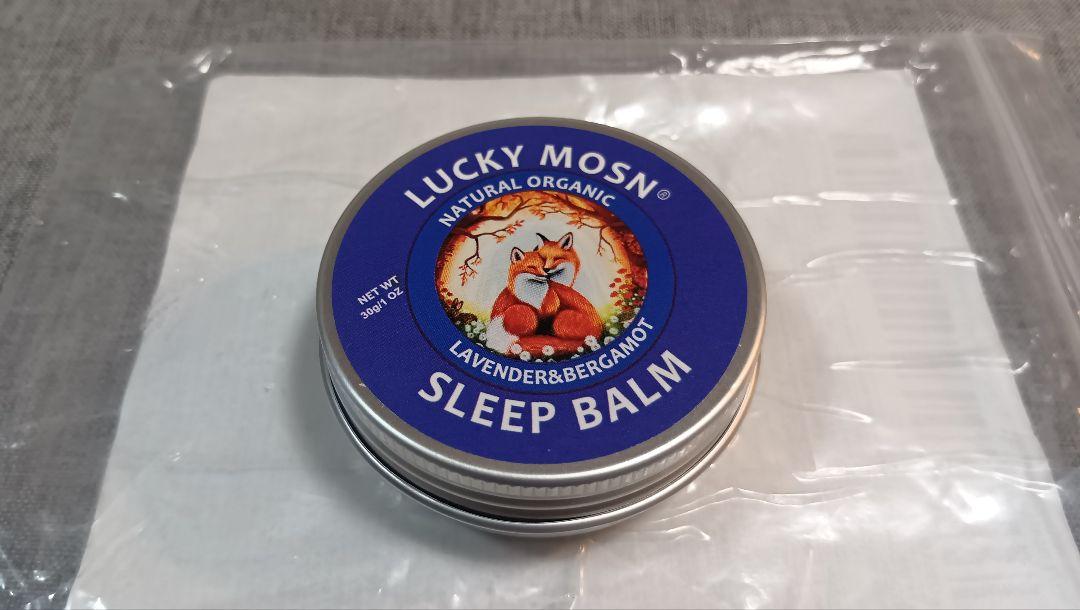 LUCKY MOSN®
NATURAL ORGANIC
NET WT
30g/1 OZ
LAVENDER&BERGAMOT
SLEEP BALM